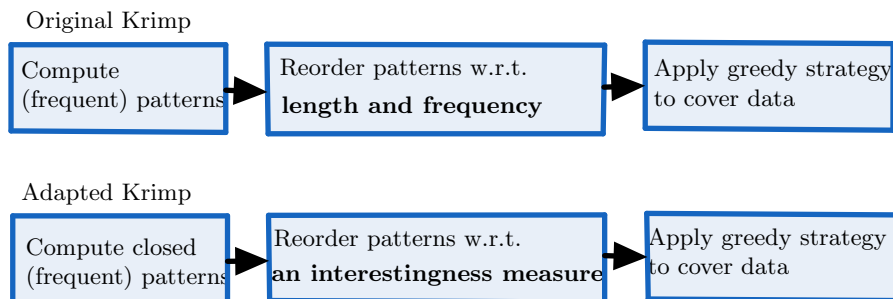 Original Krimp
Compute
(frequent) patterns
Reorder patterns w.r.t.
length and frequency
Apply greedy strategy
to cover data
Adapted Krimp
Compute closed
(frequent) patterns
Reorder patterns w.r.t.
an interestingness measure
Apply greedy strategy
to cover data